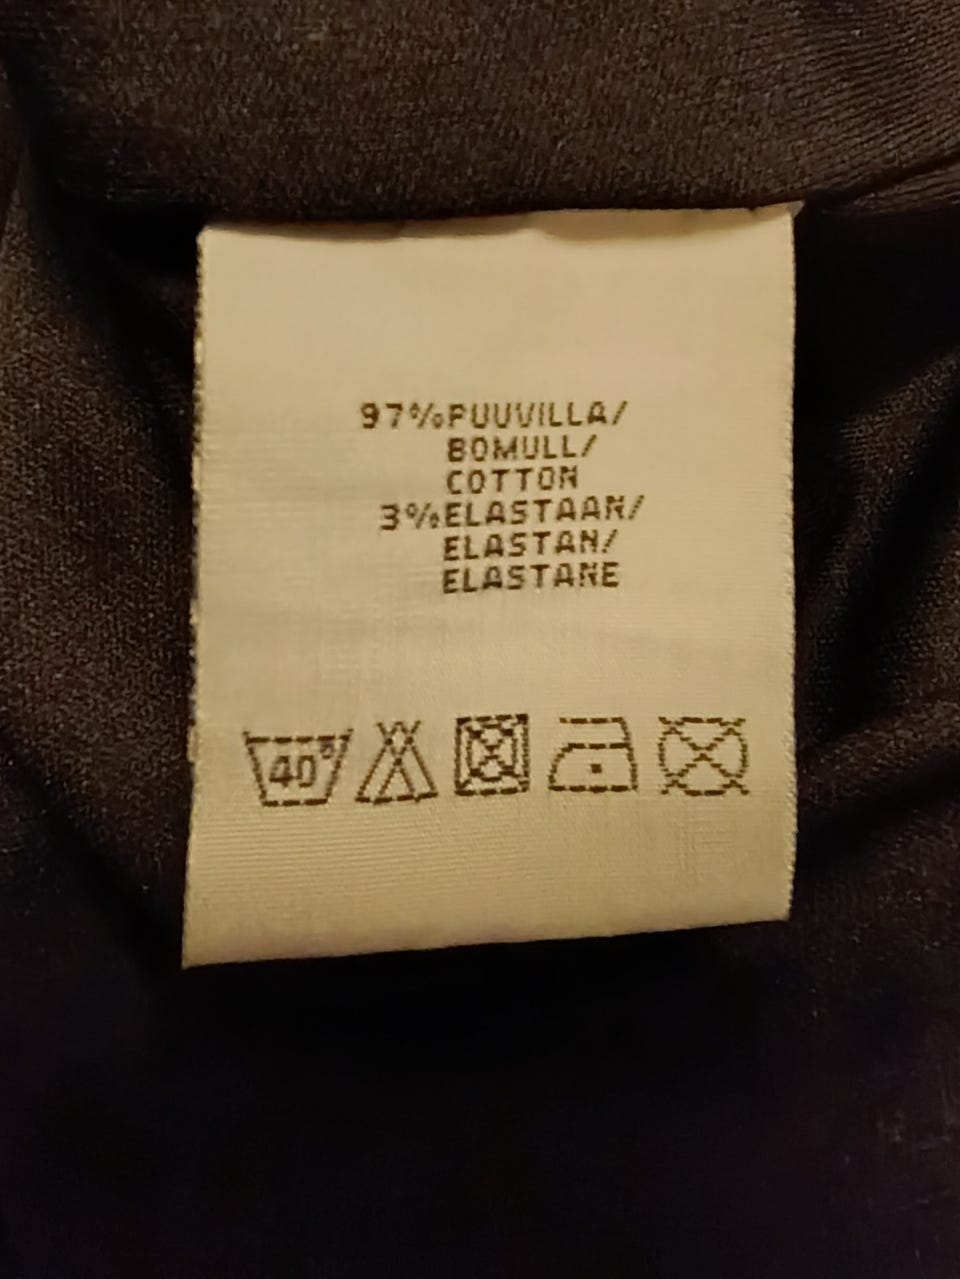 97%PUUVILLA/
BOMULL/
COTTON
3%ELASTAAN/
ELASTAN/
ELASTANE
40°